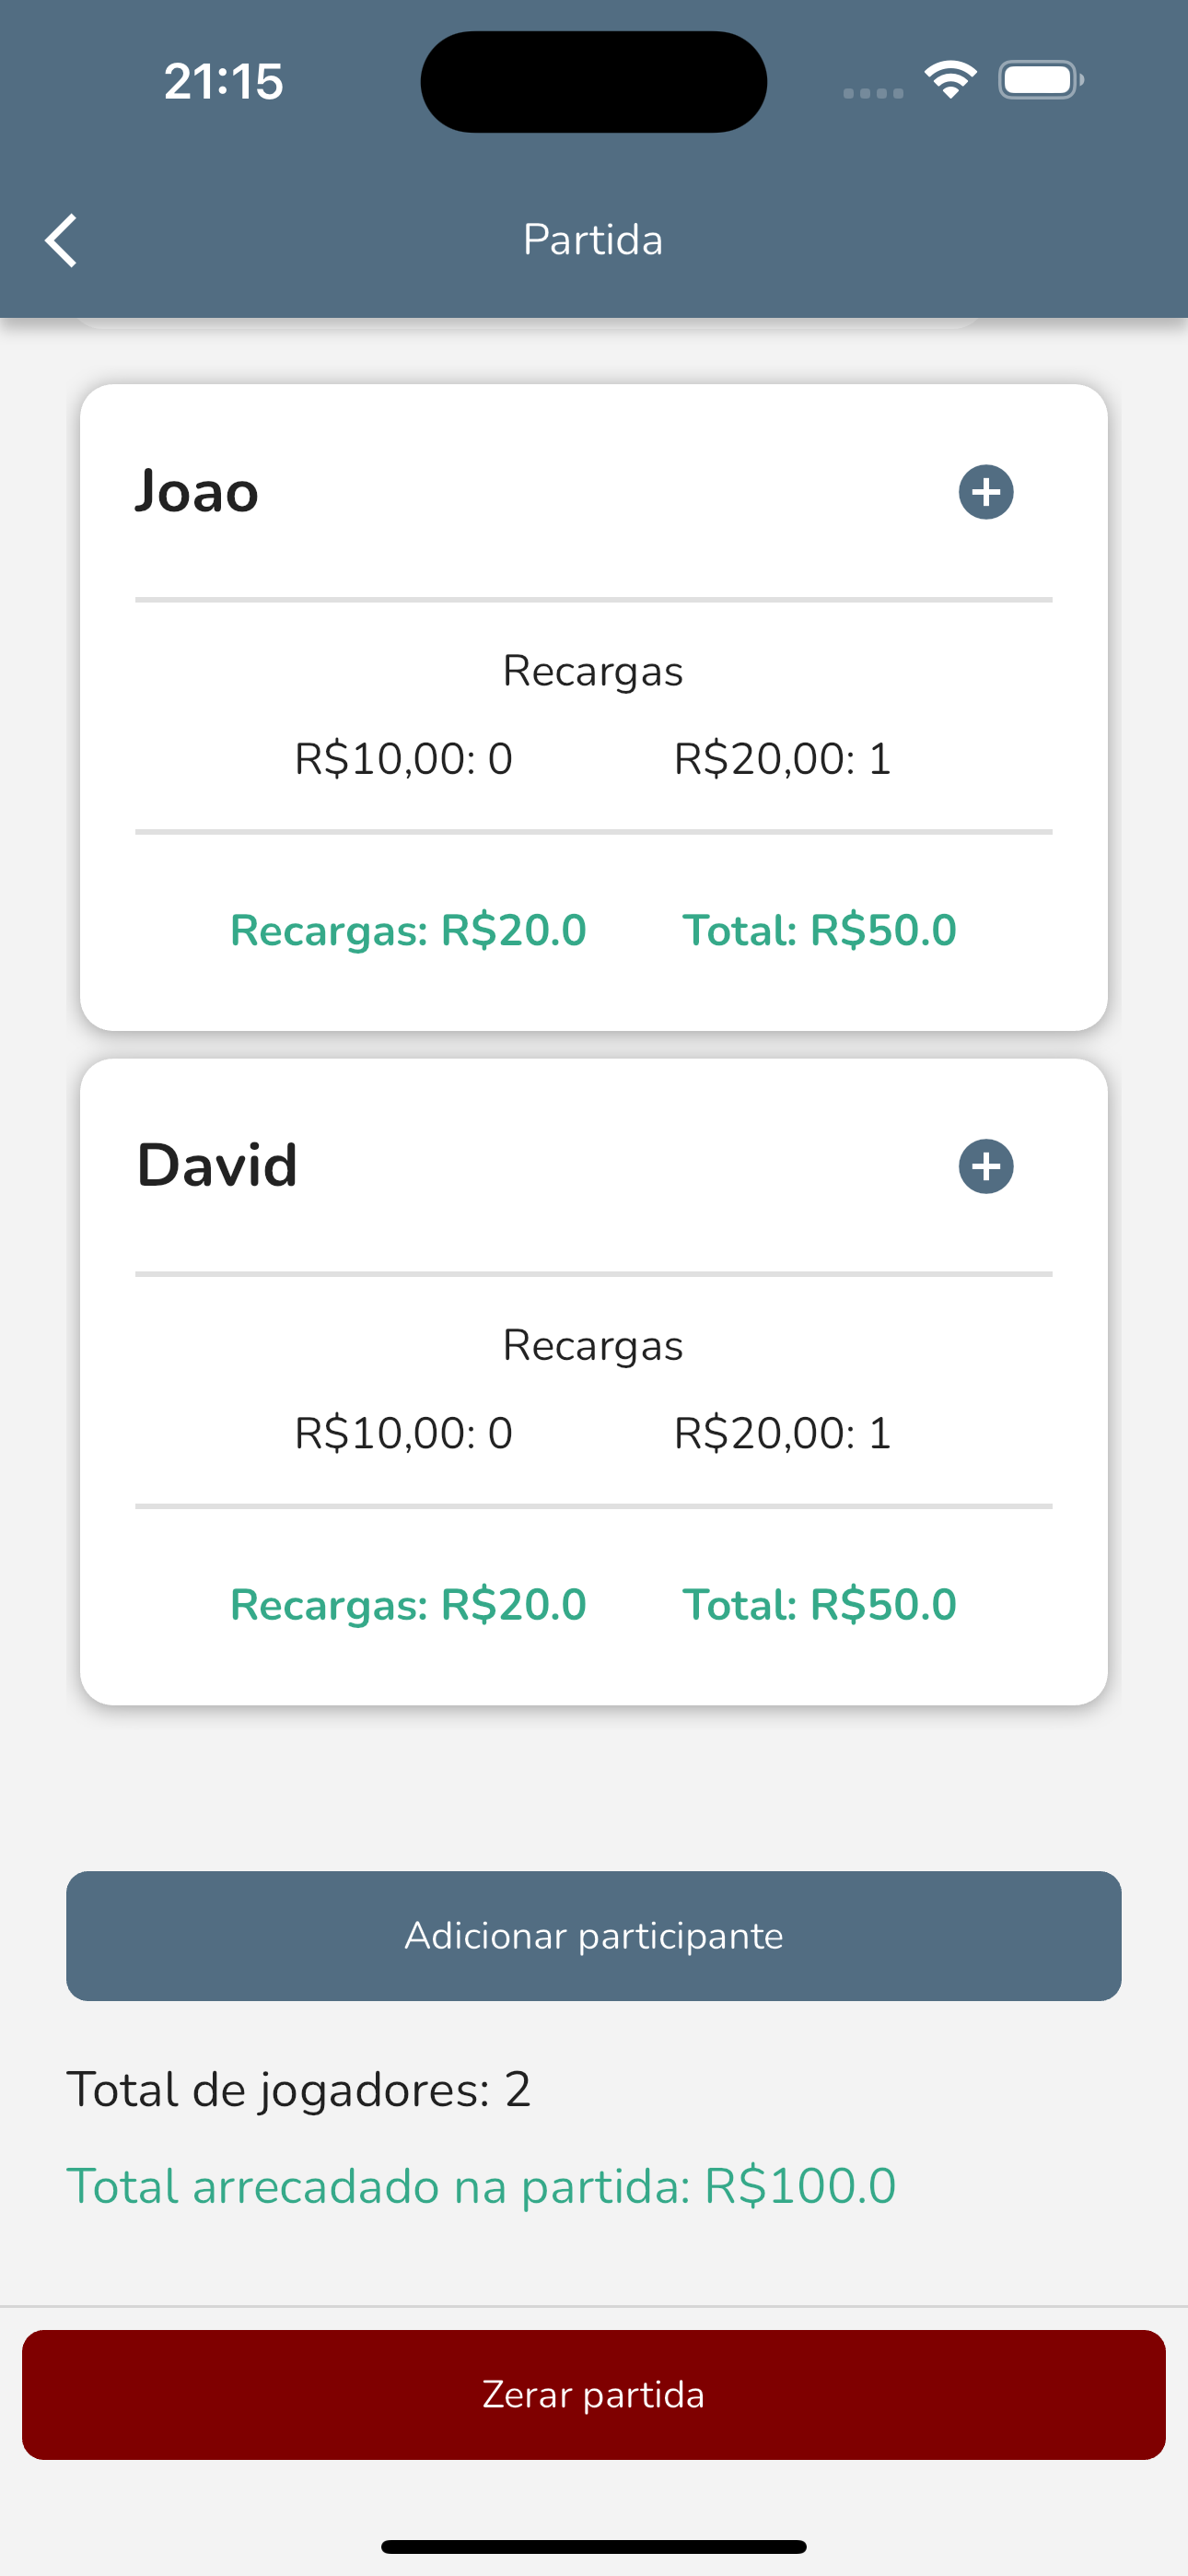 21:15
Partida
Joao
Recargas
R$10,00: 0 R$20,00: 1
Recargas: R$20.0 Total: R$50.0
David
Recargas
R$10,00: 0 R$20,00: 1
Recargas: R$20.0 Total: R$50.0
Adicionar participante
Total de jogadores: 2
Total arrecadado na partida: R$100.0
Zerar partida